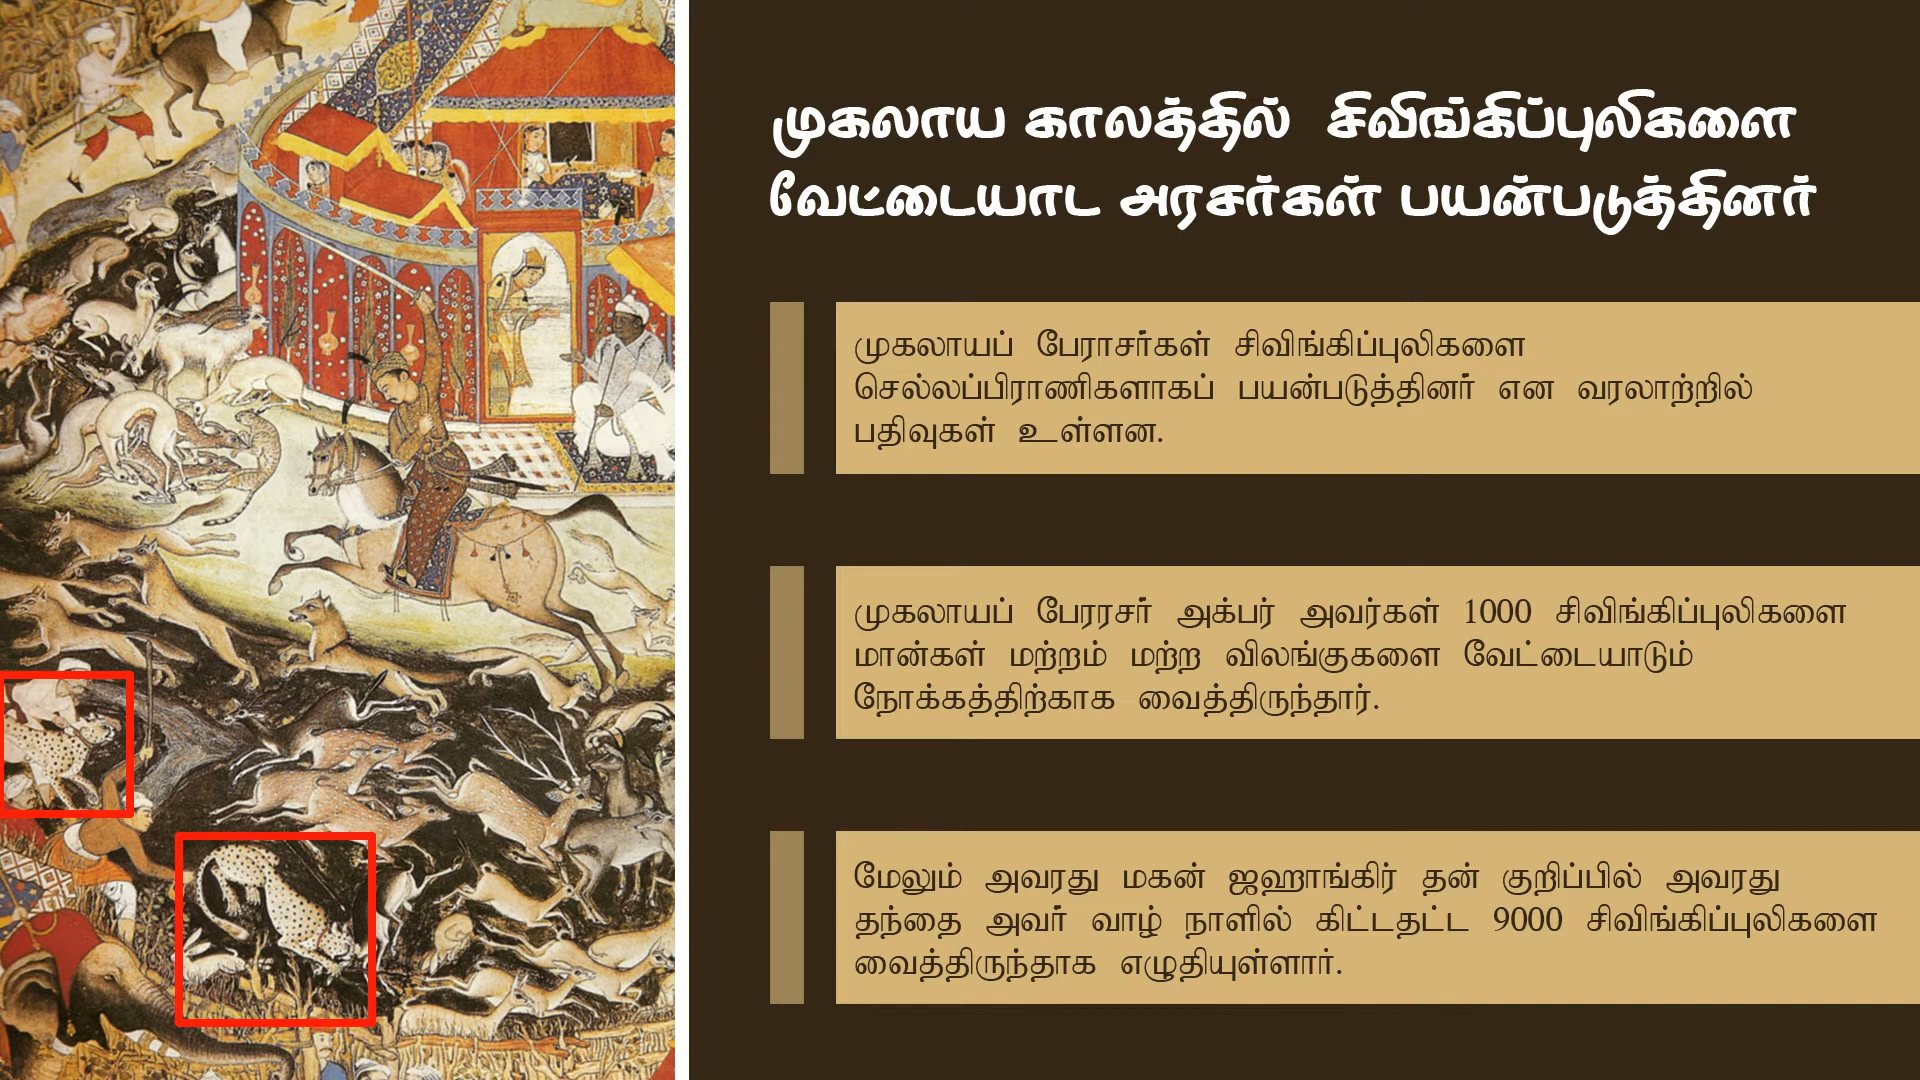 முகலாய காலத்தில் சிவிங்கிப்புலிகளை
வேட்டையாட அரசர்கள் பயன்படுத்தினர்
முகலாயப் பேராசர்கள் சிவிங்கிப்புலிகளை
செல்லப்பிராணிகளாகப் பயன்படுத்தினர் என வரலாற்றில்
பதிவுகள் உள்ளன.
முகலாயப் பேரரசர் அக்பர் அவர்கள் 1000 சிவிங்கிப்புலிகளை
மான்கள் மற்றம் மற்ற விலங்குகளை வேட்டையாடும்
நோக்கத்திற்காக வைத்திருந்தார்.
மேலும் அவரது மகன் ஜஹாங்கிர் தன் குறிப்பில் அவரது
தந்தை அவர் வாழ் நாளில் கிட்டதட்ட 9000 சிவிங்கிப்புலிகளை
வைத்திருந்தாக எழுதியுள்ளார்.